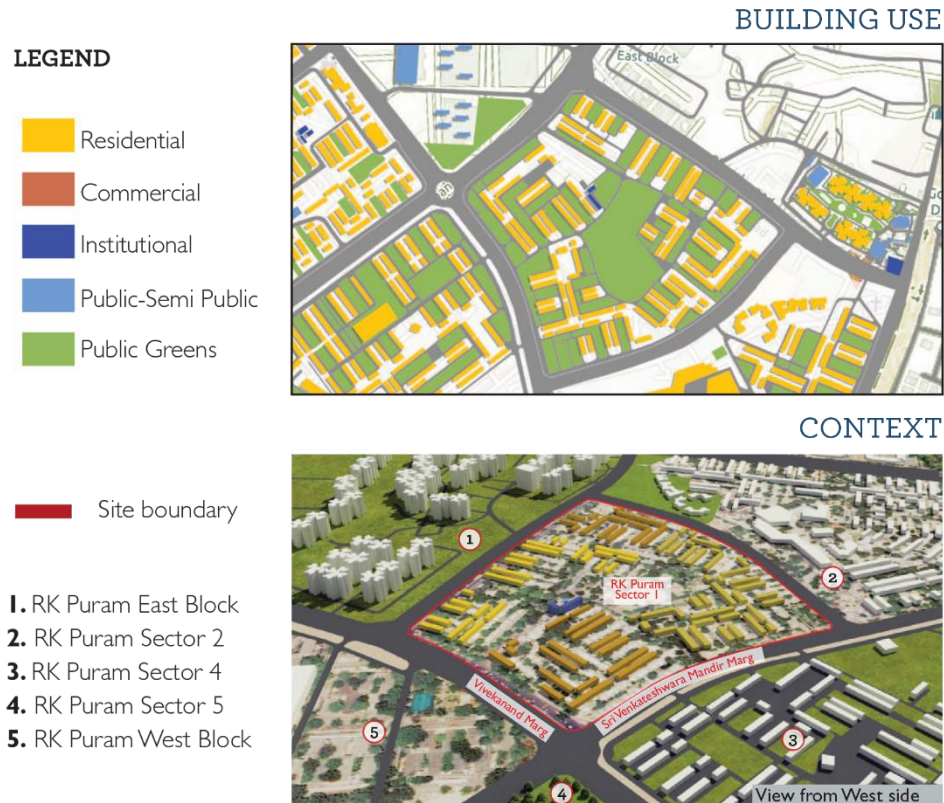 BUILDING USE
LEGEND
Residential
Commercial
Institutional
Public-Semi Public
Public Greens
East Block
CONTEXT
Site boundary
1. RK Puram East Block
2. RK Puram Sector 2
3. RK Puram Sector 4
4. RK Puram Sector 5
5. RK Puram West Block
1
2
RK Puram
Sector 1
Vivekanand Marg
Sri Venkateshwara Mandir Marg
5
3
4
View from West side